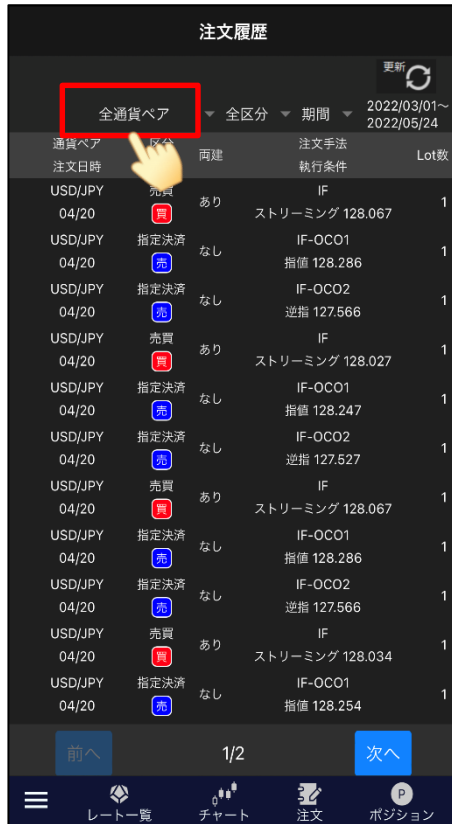 注文履歴
更新
全通貨ペア 全区分 期間 2022/03/01~
2022/05/24
通貨ペア 区分 両建 注文手法 Lot数
注文日時 執行条件
USD/JPY 売買 あり IF 1
04/20 買 ストリーミング 128.067
USD/JPY 指定決済 なし IF-OCO1 1
04/20 売 指値 128.286
USD/JPY 指定決済 なし IF-OCO2 1
04/20 売 逆指 127.566
USD/JPY 売買 あり IF 1
04/20 買 ストリーミング 128.027
USD/JPY 指定決済 なし IF-OCO1 1
04/20 売 指値 128.247
USD/JPY 指定決済 なし IF-OCO2 1
04/20 売 逆指 127.527
USD/JPY 売買 あり IF 1
04/20 買 ストリーミング 128.067
USD/JPY 指定決済 なし IF-OCO1 1
04/20 売 指値 128.286
USD/JPY 指定決済 なし IF-OCO2 1
04/20 売 逆指 127.566
USD/JPY 売買 あり IF 1
04/20 買 ストリーミング 128.034
USD/JPY 指定決済 なし IF-OCO1 1
04/20 売 指値 128.254
前へ 1/2 次へ
P
レート一覧 チャート 注文 ポジション